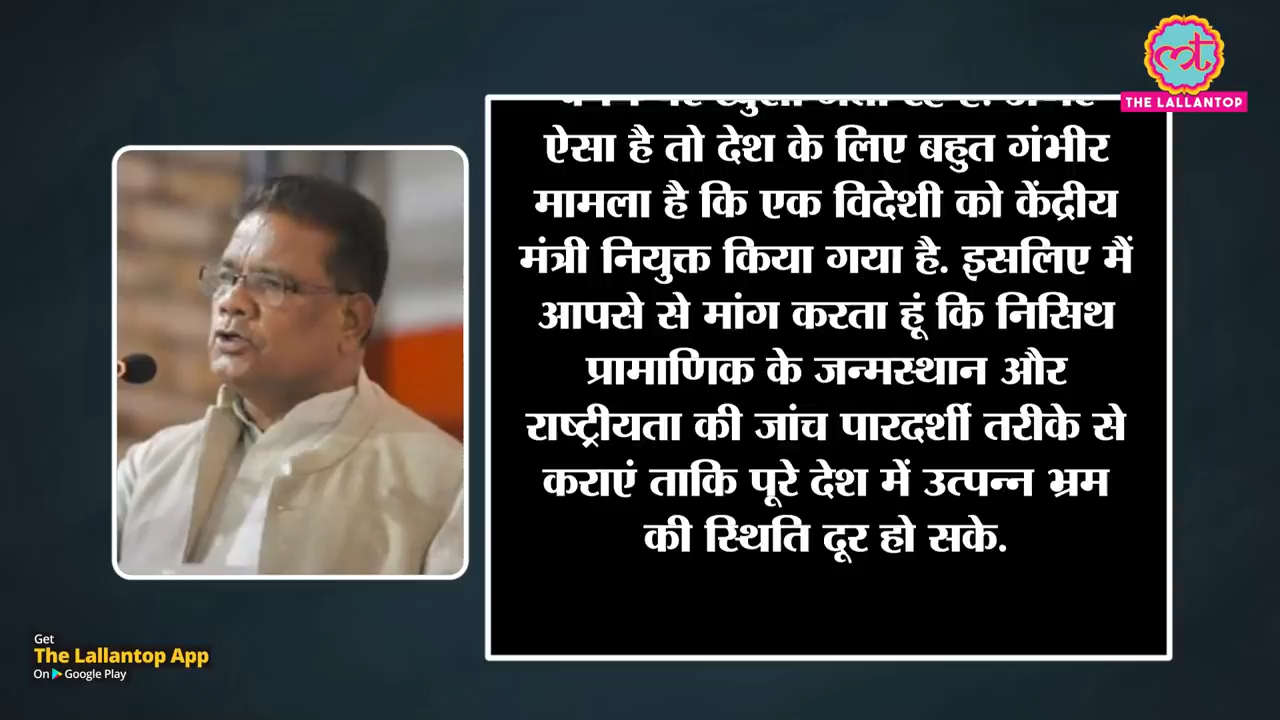 THE LALLANTOP
ऐसा है तो देश के लिए बहुत गंभीर
मामला है कि एक विदेशी को केंद्रीय
मंत्री नियुक्त किया गया है. इसलिए मैं
आपसे से मांग करता हूं कि निसिथ
प्रामाणिक के जन्मस्थान और
राष्ट्रीयता की जांच पारदर्शी तरीके से
कराएं ताकि पूरे देश में उत्पन्न भ्रम
की स्थिति दूर हो सके.
Get
The Lallantop App
On Google Play